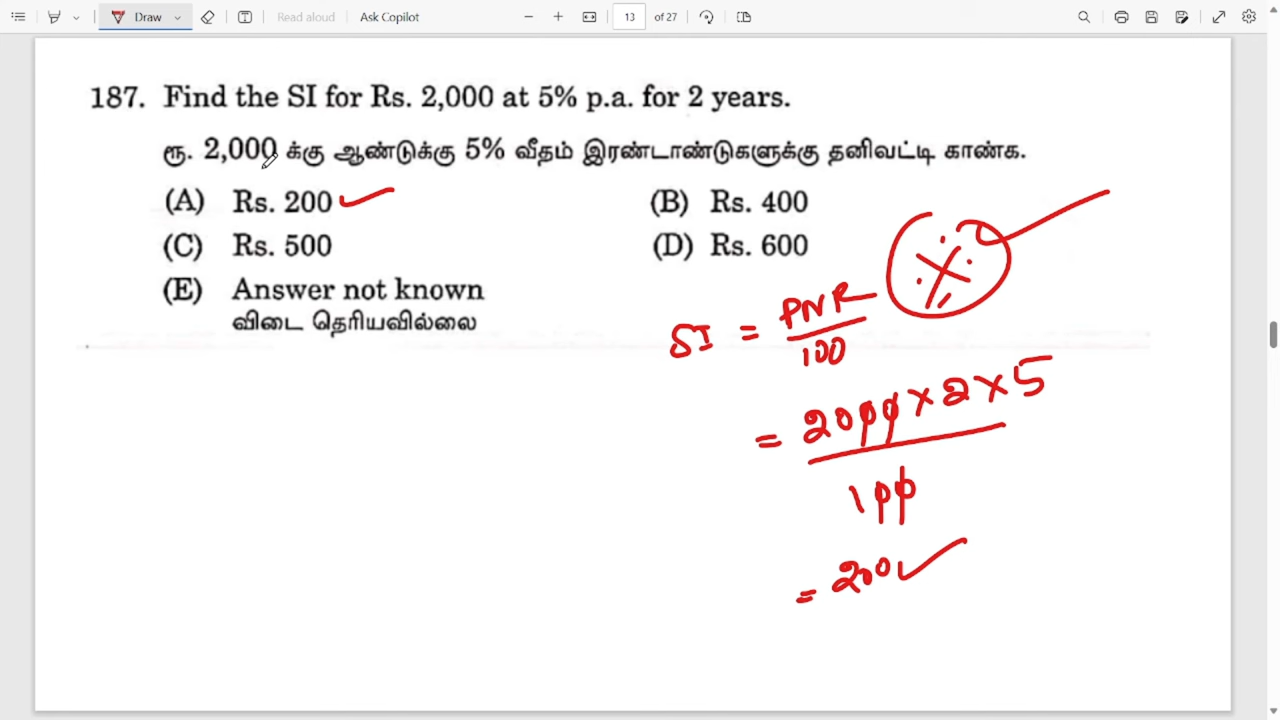 Draw
Read aloud
Ask Copilot
13 of 27
187. Find the SI for Rs. 2,000 at 5% p.a. for 2 years.
ரூ. 2,000 க்கு ஆண்டுக்கு 5% வீதம் இரண்டாண்டுகளுக்கு தனிவட்டி காண்க.
(A) Rs. 200 (B) Rs. 400
(C) Rs. 500 (D) Rs. 600
(E) Answer not known
விடை தெரியவில்லை
SI = PNR
100
= 2000 × 2 × 5
100
= 200